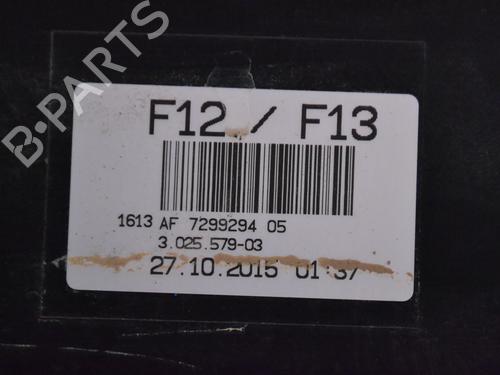 B-PARTS
F12 / F13
1613 AF 7299294 05
3.025.579-03
27.10.2015 01:37